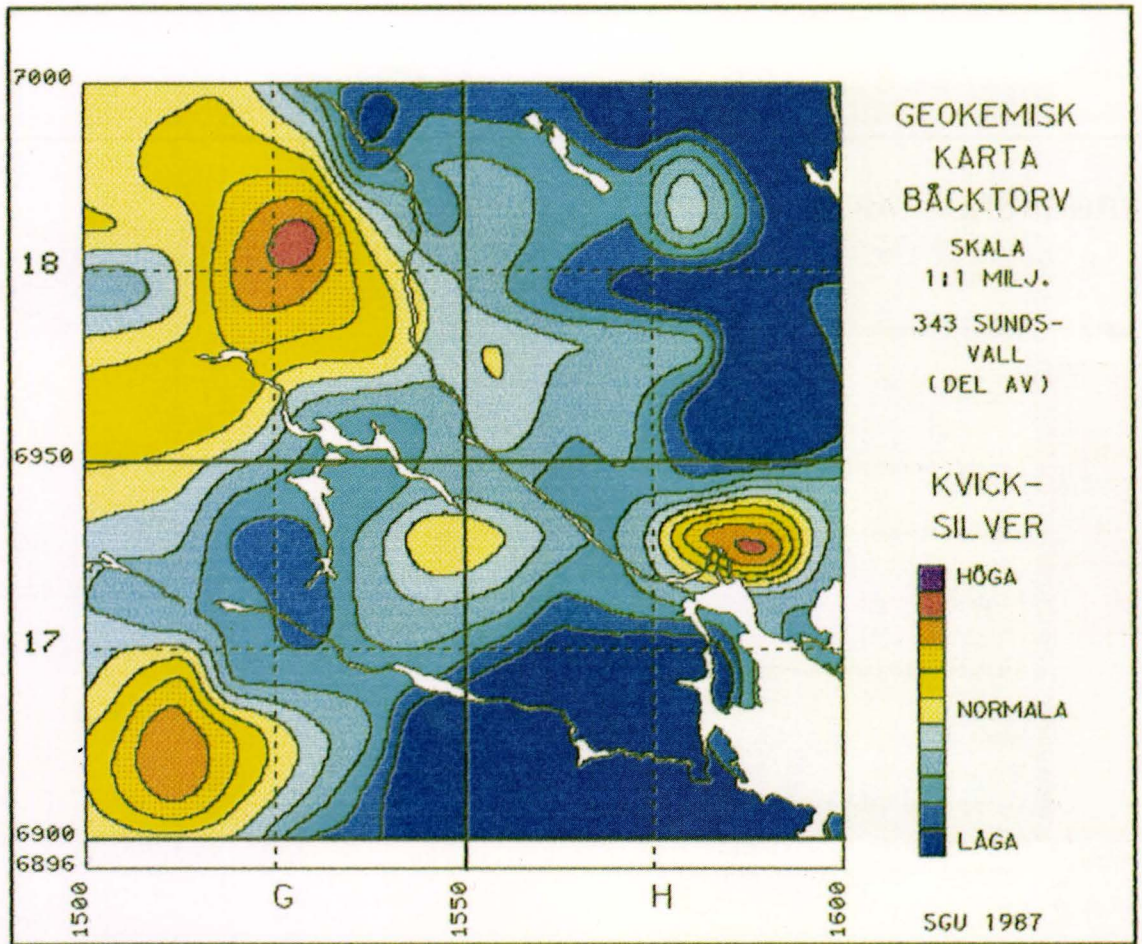 7000
18
6950
17
6900
6896
1500
G
1550
H
1600
GEOKEMISK
KARTA
BÄCKTORV
SKALA
1:1 MILJ.
343 SUNDS-
VALL
(DEL AV)
KVICK-
SILVER
HÖGA
NORMALA
LÅGA
SGU 1987